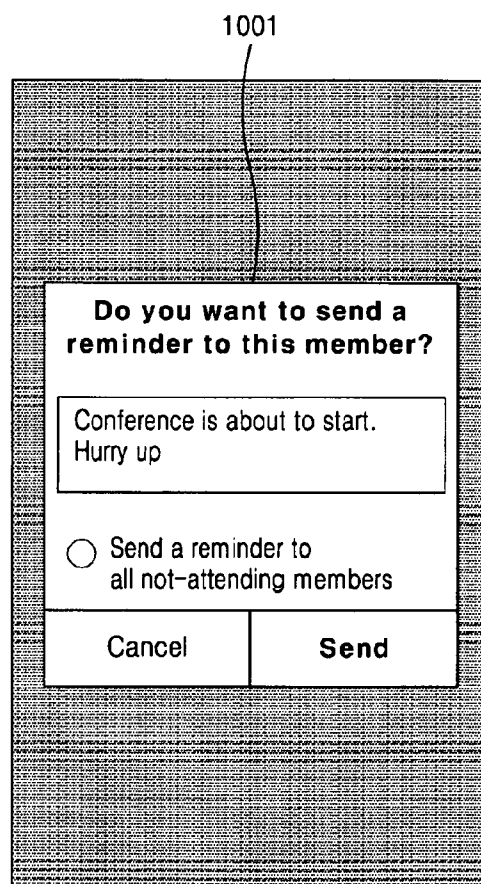 1001
Do you want to send a
reminder to this member?
Conference is about to start.
Hurry up
Send a reminder to
all not-attending members
Cancel
Send